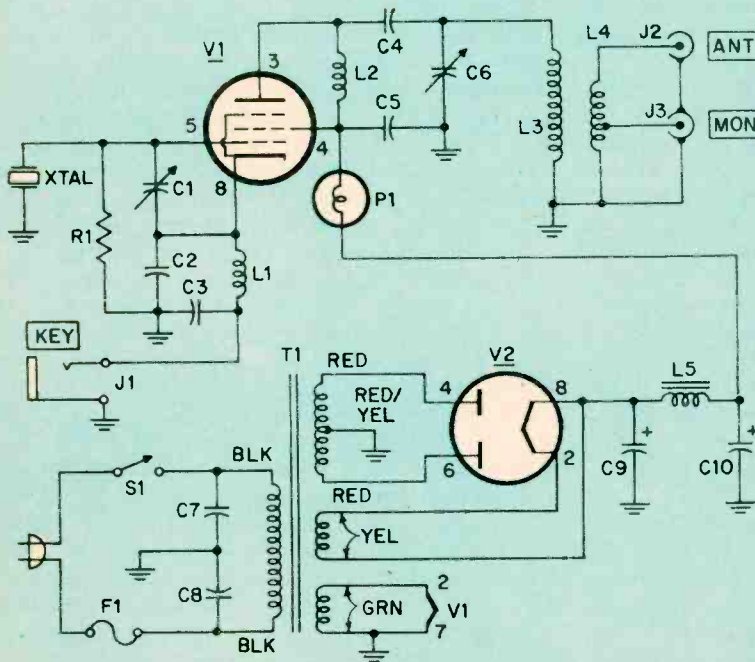 V1
3
C4
L4
J2
ANT
L2
C6
5
C5
L3
J3
MON
4
XTAL
C1
8
P1
R1
C2
L1
C3
KEY
J1
T1
RED
V2
4
8
L5
RED/
YEL
+
+
6
2
C9
C10
BLK
S1
RED
C7
YEL
C8
2
GRN
V1
F1
7
BLK